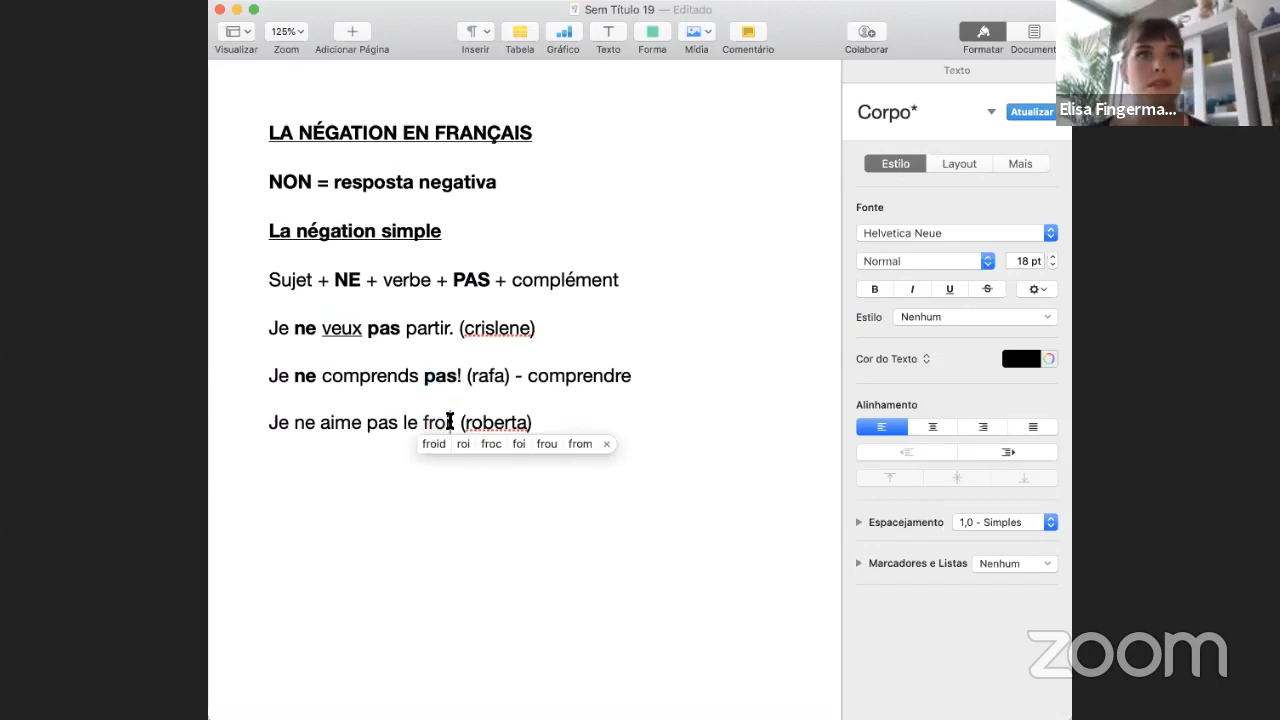 Sem Título 19 — Editado
Visualizar
125%
Zoom
Adicionar Página
Inserir
Tabela
Gráfico
Texto
Forma
Mídia
Comentário
Colaborar
Formatar
Document
Elisa Fingerma...
LA NÉGATION EN FRANÇAIS
NON = resposta negativa
La négation simple
Sujet + NE + verbe + PAS + complément
Je ne veux pas partir. (crislene)
Je ne comprends pas! (rafa) - comprendre
Je ne aime pas le froi (roberta)
froid roi froc foi frou from ×
Texto
Corpo*
Atualizar
Estilo Layout Mais
Fonte
Helvetica Neue
Normal 18 pt
B I U S
Estilo Nenhum
Cor do Texto
Alinhamento
Espacejamento 1,0 - Simples
Marcadores e Listas Nenhum
zoom